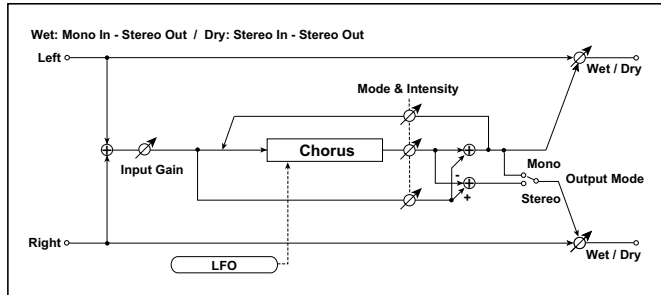 Wet: Mono In - Stereo Out / Dry: Stereo In - Stereo Out
Left
Wet / Dry
Mode & Intensity
Chorus
Input Gain
Mono
Output Mode
-
Stereo
+
Right
Wet / Dry
LFO